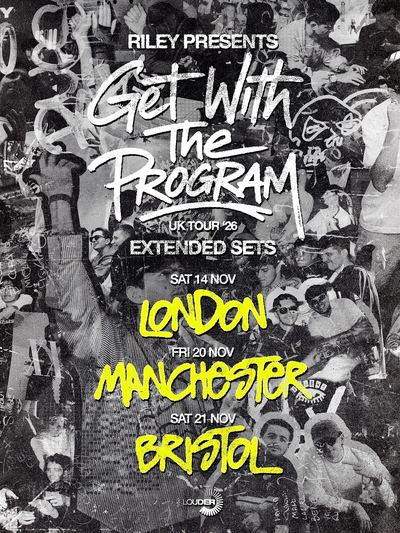 RILEY PRESENTS
Get With
The
PROGRAM
UK TOUR '26
EXTENDED SETS
SAT 14 NOV
LONDON
FRI 20 NOV
MANCHESTER
SAT 21 NOV
BRISTOL
LOUDER